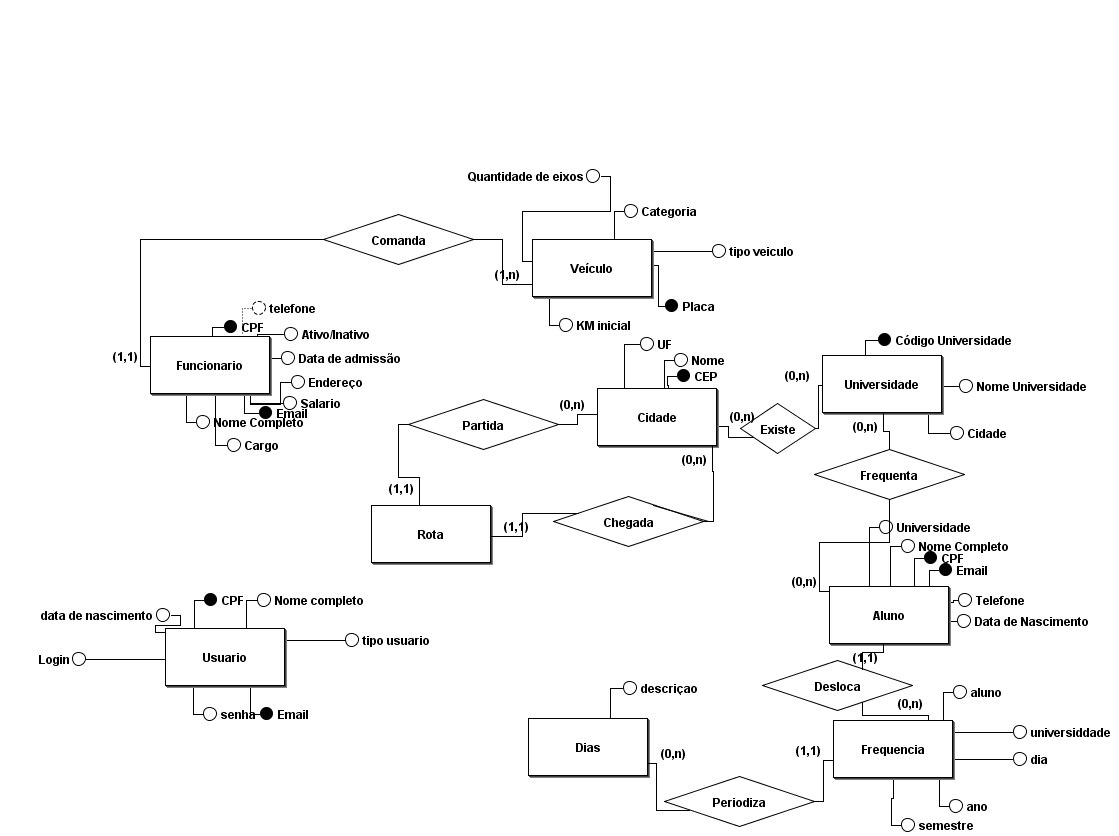 Quantidade de eixos
Categoria
Comanda
tipo veiculo
Veículo
(1,n)
Placa
telefone
CPF
KM inicial
Ativo/Inativo
(1,1)
Funcionario
Data de admissão
Endereço
Salario
Email
Nome Completo
Cargo
UF
Nome
CEP
Código Universidade
(0,n)
Universidade
Nome Universidade
(0,n)
Cidade
(0,n)
Partida
Existe
(0,n)
Cidade
(0,n)
Frequenta
(1,1)
Rota
(1,1)
Chegada
Universidade
Nome Completo
CPF
Email
(0,n)
Telefone
Aluno
Data de Nascimento
CPF
Nome completo
data de nascimento
tipo usuario
Usuario
Login
senha
Email
(1,1)
Desloca
descriçao
aluno
(0,n)
universiddade
Dias
(0,n)
(1,1)
Frequencia
dia
Periodiza
ano
semestre